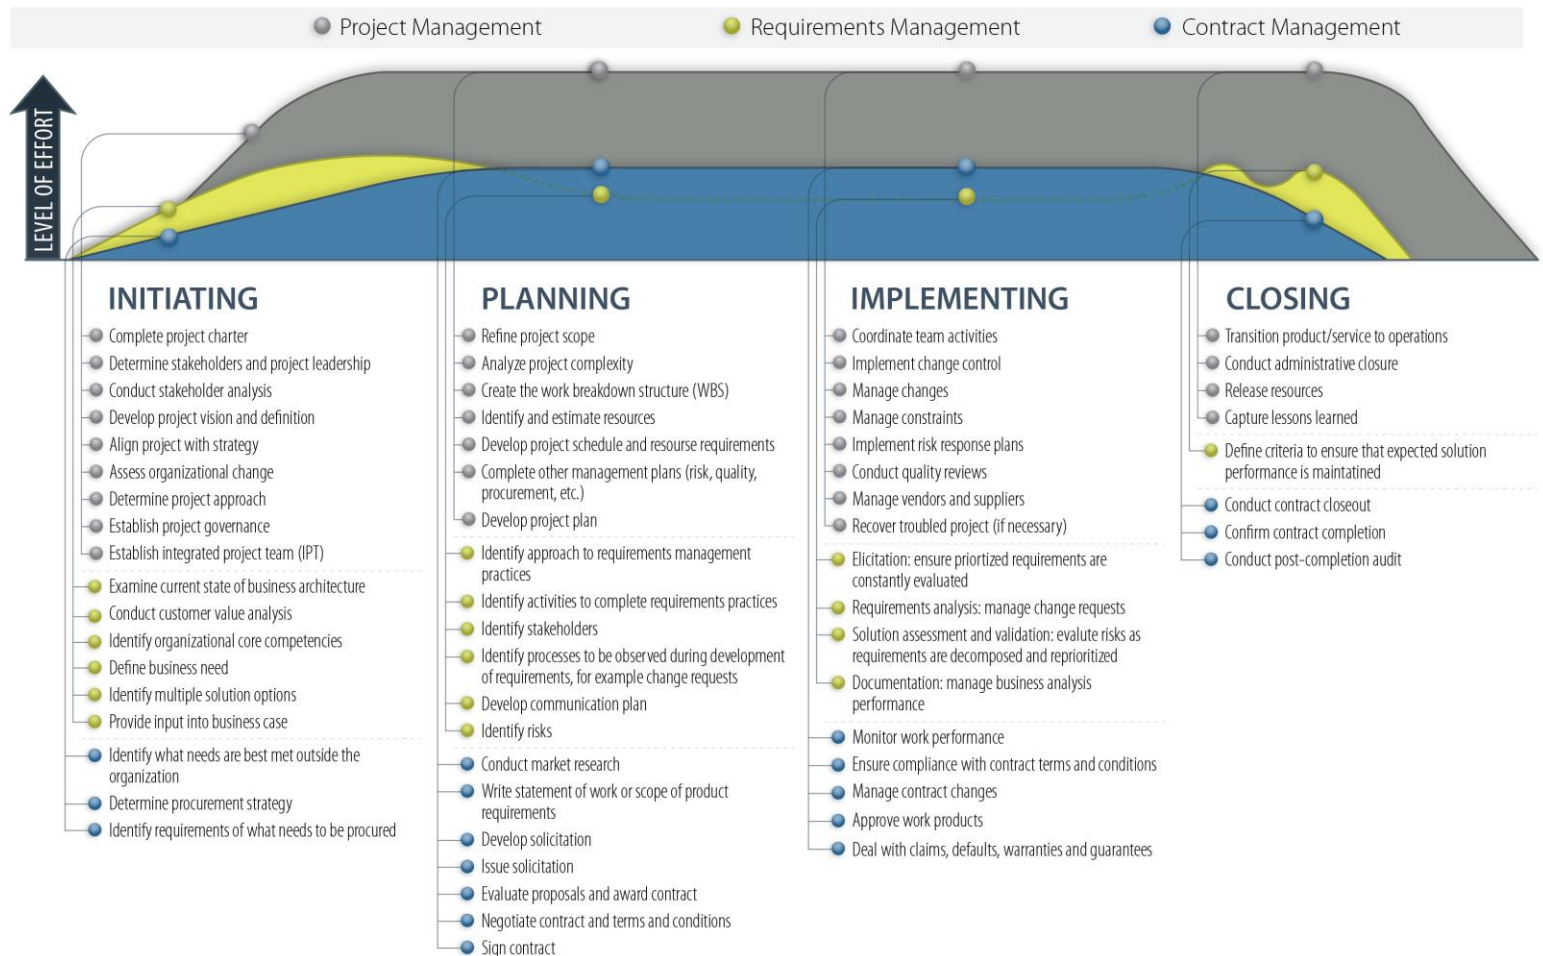 Project Management
Requirements Management
Contract Management
LEVEL OF EFFORT
INITIATING
Complete project charter
Determine stakeholders and project leadership
Conduct stakeholder analysis
Develop project vision and definition
Align project with strategy
Assess organizational change
Determine project approach
Establish project governance
Establish integrated project team (IPT)
Examine current state of business architecture
Conduct customer value analysis
Identify organizational core competencies
Define business need
Identify multiple solution options
Provide input into business case
Identify what needs are best met outside the
organization
Determine procurement strategy
Identify requirements of what needs to be procured
PLANNING
Refine project scope
Analyze project complexity
Create the work breakdown structure (WBS)
Identify and estimate resources
Develop project schedule and resourse requirements
Complete other management plans (risk, quality,
procurement, etc.)
Develop project plan
Identify approach to requirements management
practices
Identify activities to complete requirements practices
Identify stakeholders
Identify processes to be observed during development
of requirements, for example change requests
Develop communication plan
Identify risks
Conduct market research
Write statement of work or scope of product
requirements
Develop solicitation
Issue solicitation
Evaluate proposals and award contract
Negotiate contract and terms and conditions
Sign contract
IMPLEMENTING
Coordinate team activities
Implement change control
Manage changes
Manage constraints
Implement risk response plans
Conduct quality reviews
Manage vendors and suppliers
Recover troubled project (if necessary)
Elicitation: ensure prioritized requirements are
constantly evaluated
Requirements analysis: manage change requests
Solution assessment and validation: evalute risks as
requirements are decomposed and reprioritized
Documentation: manage business analysis
performance
Monitor work performance
Ensure compliance with contract terms and conditions
Manage contract changes
Approve work products
Deal with claims, defaults, warranties and guarantees
CLOSING
Transition product/service to operations
Conduct administrative closure
Release resources
Capture lessons learned
Define criteria to ensure that expected solution
performance is maintatined
Conduct contract closeout
Confirm contract completion
Conduct post-completion audit